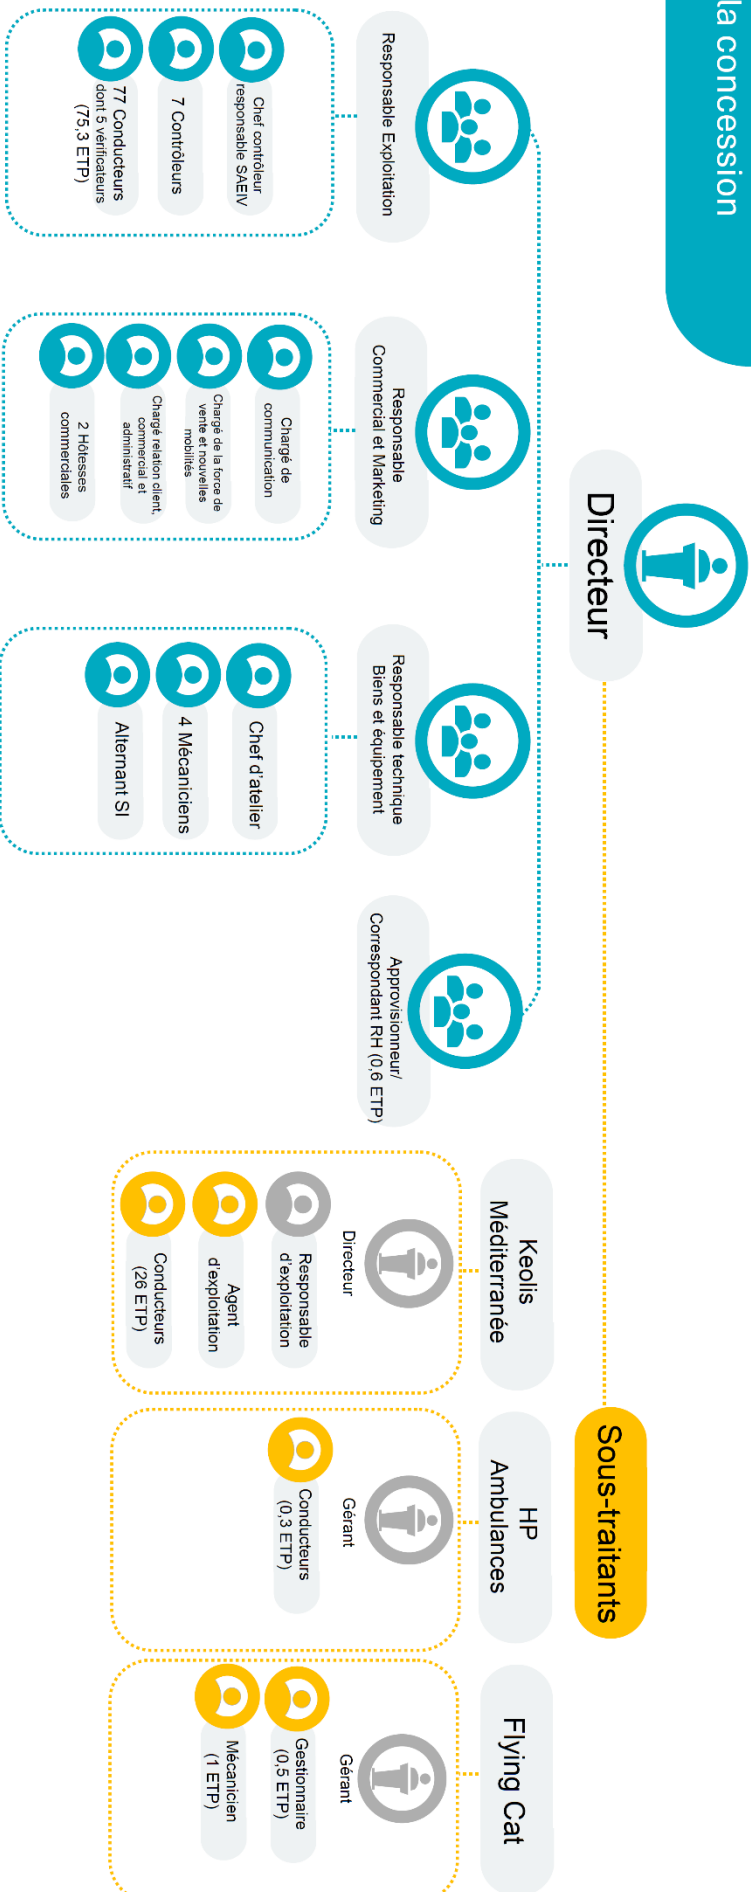 la concession
Directeur
Sous-traitants
Responsable Exploitation
Chef contrôleur
responsable SAEIV
7 Contrôleurs
77 Conducteurs
dont 5 vérificateurs
(75,3 ETP)
Responsable
Commercial et Marketing
Chargé de
communication
Chargé de la force de
vente et nouvelles
mobilités
Chargé relation client,
commercial et
administratif
2 Hôtesses
commerciales
Responsable technique
Biens et équipement
Chef d'atelier
4 Mécaniciens
Alternant SI
Approvisionneur/
Correspondant RH (0,6 ETP)
Keolis
Méditerranée
Directeur
Responsable
d'exploitation
Agent
d'exploitation
Conducteurs
(26 ETP)
HP
Ambulances
Gérant
Conducteurs
(0,3 ETP)
Flying Cat
Gérant
Gestionnaire
(0,5 ETP)
Mécanicien
(1 ETP)